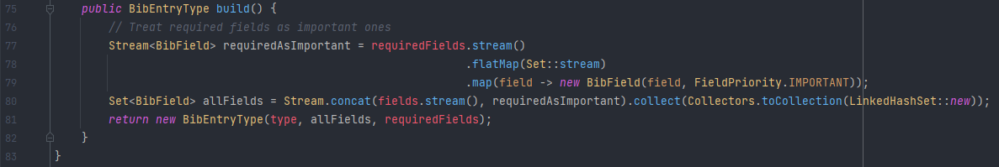 75 public BibEntryType build() {
76 // Treat required fields as important ones
77 Stream<BibField> requiredAsImportant = requiredFields.stream()
78 .flatMap(Set::stream)
79 .map(field -> new BibField(field, FieldPriority.IMPORTANT));
80 Set<BibField> allFields = Stream.concat(fields.stream(), requiredAsImportant).collect(Collectors.toCollection(LinkedHashSet::new));
81 return new BibEntryType(type, allFields, requiredFields);
82 }
83 }